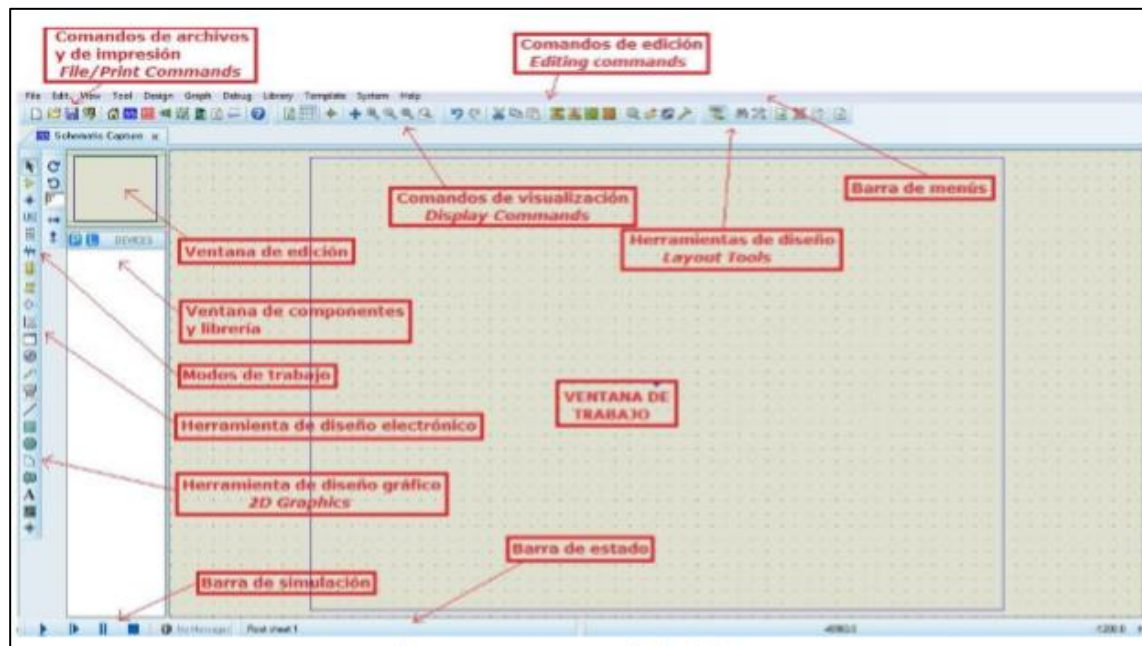 Comandos de archivos
y de impresión
File/Print Commands
Comandos de edición
Editing commands
File Edit View Tool Design Graph Debug Library Template System Help
Schematic Capture
Comandos de visualización
Display Commands
Barra de menús
Herramientas de diseño
Layout Tools
P L DEVICES
Ventana de edición
Ventana de componentes
y librería
Modos de trabajo
VENTANA DE
TRABAJO
Herramienta de diseño electrónico
Herramienta de diseño gráfico
2D Graphics
A
Barra de estado
Barra de simulación
No Messages
Root sheet 1